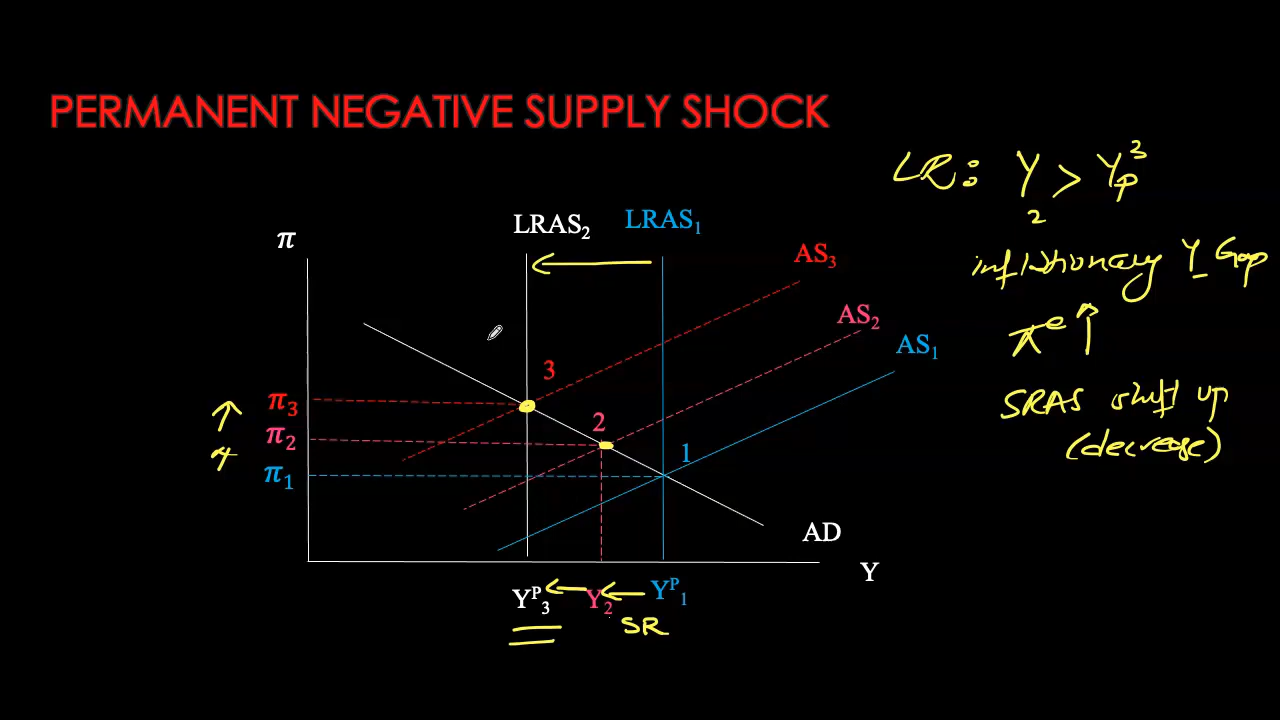 PERMANENT NEGATIVE SUPPLY SHOCK
LR: Y₂ > Yₚ³
inflationary Y Gap
πᵉ ↑
SRAS shift up
(decrease)
π
LRAS₂
LRAS₁
AS₃
AS₂
AS₁
3
2
1
π₃
π₂
π₁
AD
Y
Yᴾ₃
Y₂
Yᴾ₁
SR